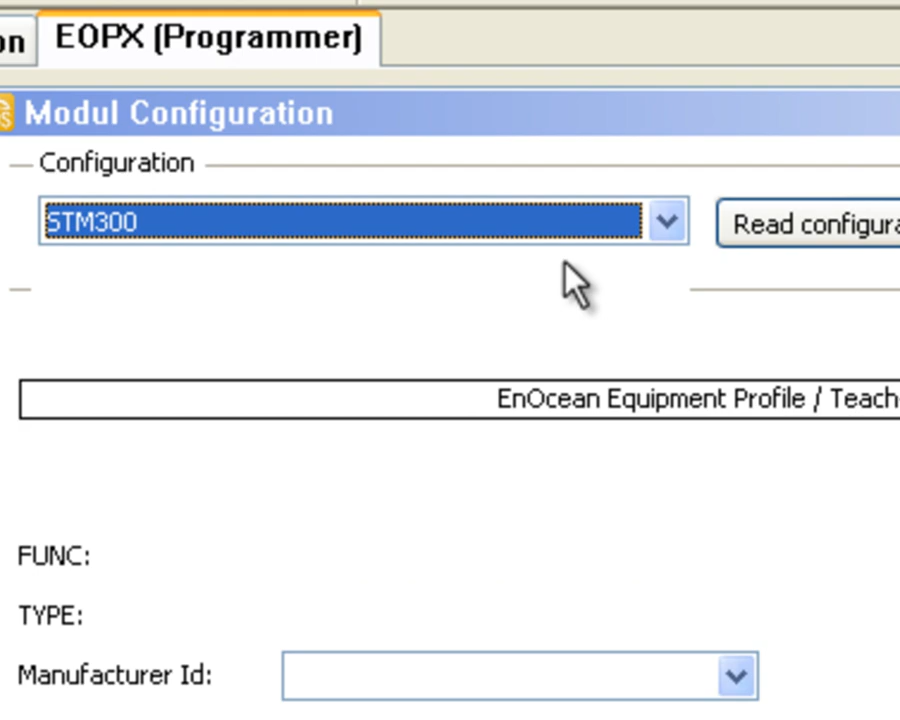 on EOPX (Programmer)
Modul Configuration
Configuration
STM300
Read configura
EnOcean Equipment Profile / Teach
FUNC:
TYPE:
Manufacturer Id: